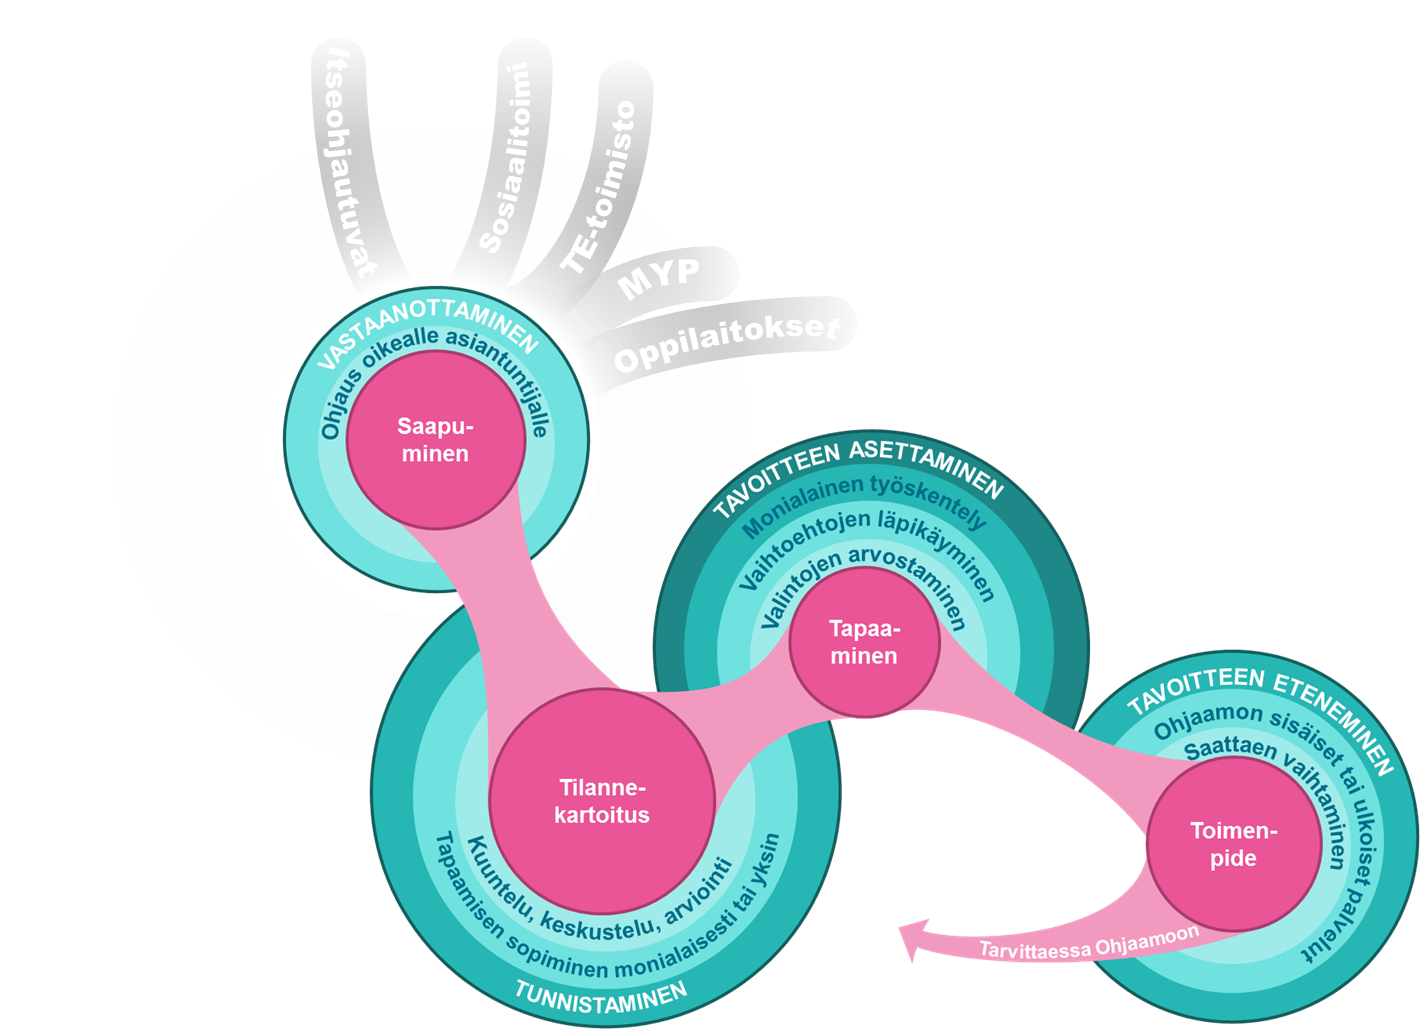 Itseohjautuvat
Sosiaalitoimi
TE-toimisto
MYP
Oppilaitokset
VASTAANOTTAMINEN
Ohjaus oikealle asiantuntijalle
Saapu-
minen
TAVOITTEEN ASETTAMINEN
Monialainen työskentely
Vaihtoehtojen läpikäyminen
Valintojen arvostaminen
Tapaa-
minen
Tilanne-
kartoitus
Kuuntelu, keskustelu, arviointi
Tapaamisen sopiminen monialaisesti tai yksin
TUNNISTAMINEN
TAVOITTEEN ETENEMINEN
Ohjaamon sisäiset tai ulkoiset palvelut
Saattaen vaihtaminen
Toimen-
pide
Tarvittaessa Ohjaamoon